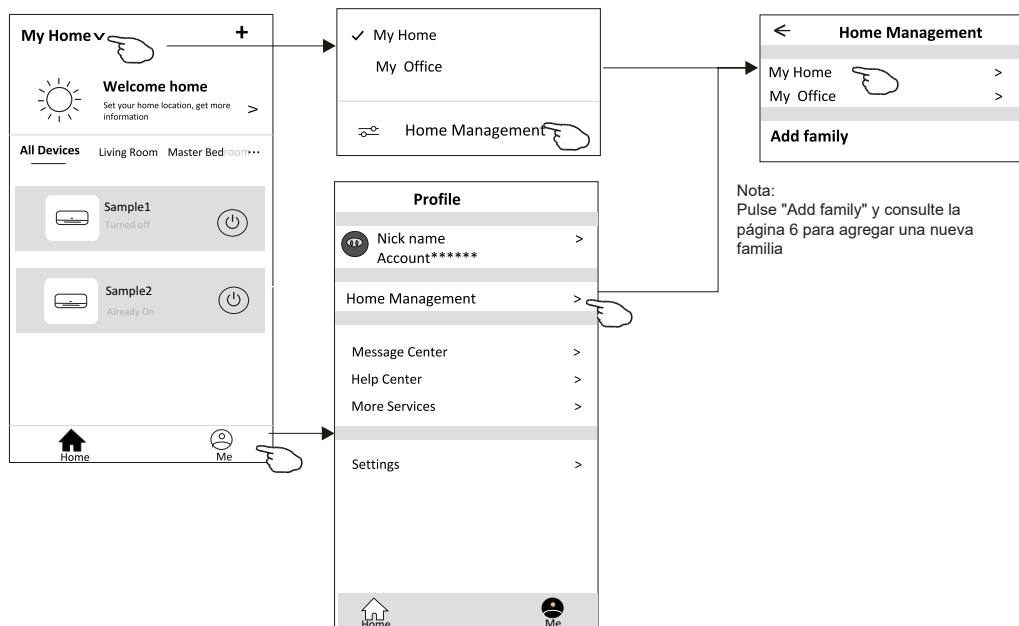 My Home
+
Welcome home
Set your home location, get more
information
>
All Devices Living Room Master Bedroom...
Sample1
Turned off
Sample2
Already On
Home Me
✓ My Home
My Office
Home Management
Profile
Nick name >
Account******
Home Management >
Message Center >
Help Center >
More Services >
Settings >
Home Me
Home Management
My Home >
My Office >
Add family
Nota:
Pulse "Add family" y consulte la
página 6 para agregar una nueva
familia